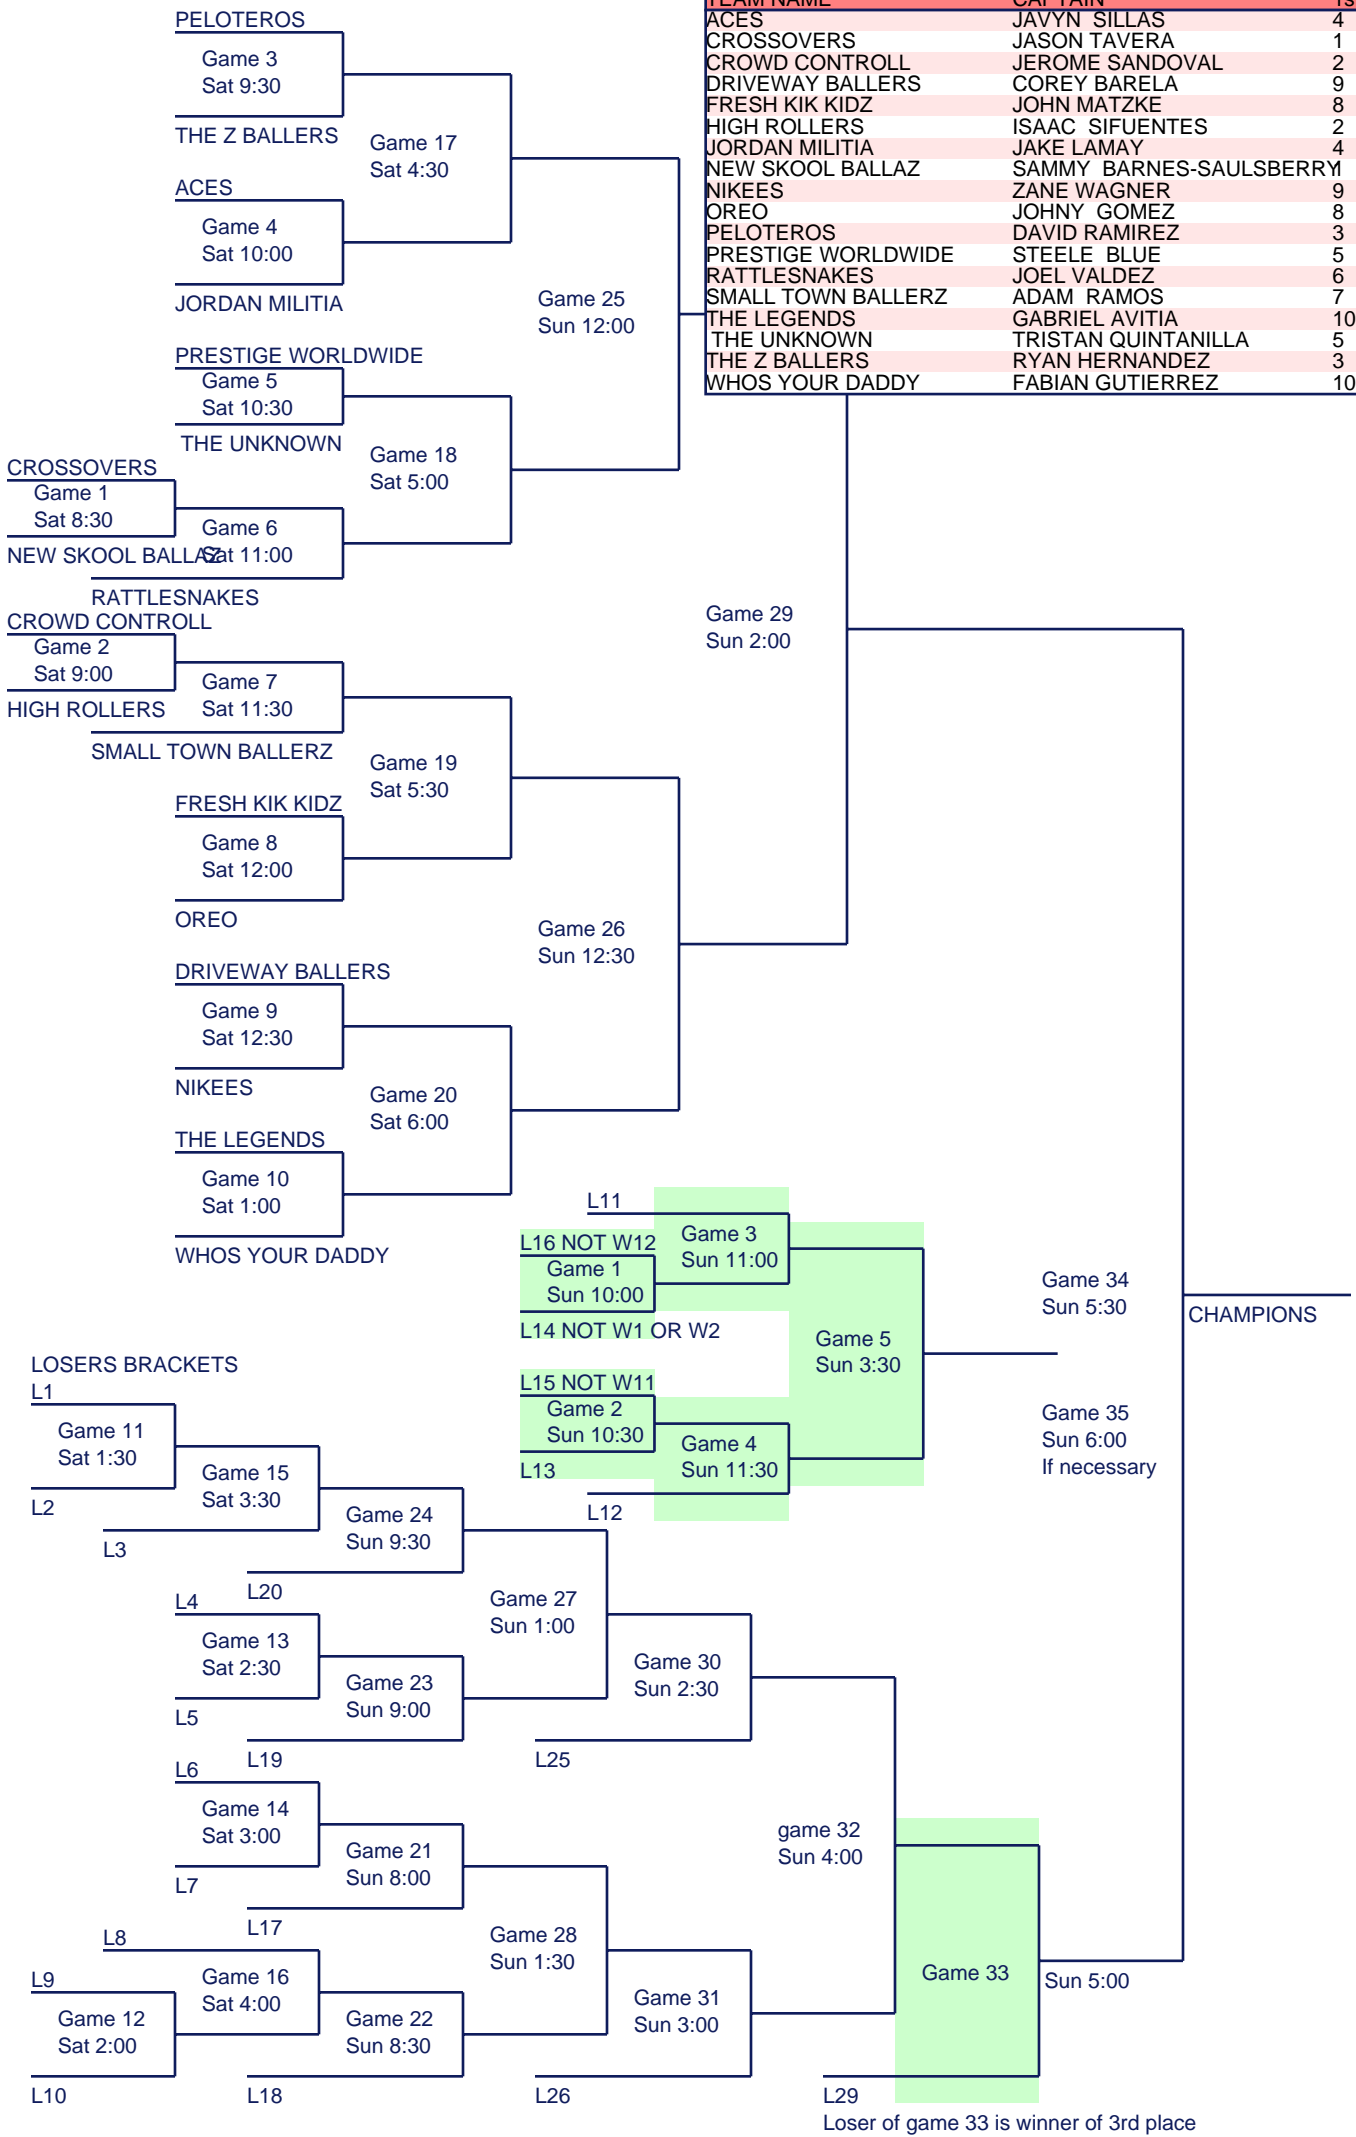 TEAM NAME CAPTAIN
ACES JAVYN SILLAS 4
CROSSOVERS JASON TAVERA 1
CROWD CONTROLL JEROME SANDOVAL 2
DRIVEWAY BALLERS COREY BARELA 9
FRESH KIK KIDZ JOHN MATZKE 8
HIGH ROLLERS ISAAC SIFUENTES 2
JORDAN MILITIA JAKE LAMAY 4
NEW SKOOL BALLAZ SAMMY BARNES-SAULSBERRY 1
NIKEES ZANE WAGNER 9
OREO JOHNY GOMEZ 8
PELOTEROS DAVID RAMIREZ 3
PRESTIGE WORLDWIDE STEELE BLUE 5
RATTLESNAKES JOEL VALDEZ 6
SMALL TOWN BALLERZ ADAM RAMOS 7
THE LEGENDS GABRIEL AVITIA 10
THE UNKNOWN TRISTAN QUINTANILLA 5
THE Z BALLERS RYAN HERNANDEZ 3
WHOS YOUR DADDY FABIAN GUTIERREZ 10
PELOTEROS
Game 3
Sat 9:30
THE Z BALLERS
Game 17
Sat 4:30
ACES
Game 4
Sat 10:00
JORDAN MILITIA
Game 25
Sun 12:00
PRESTIGE WORLDWIDE
Game 5
Sat 10:30
THE UNKNOWN
Game 18
Sat 5:00
CROSSOVERS
Game 1
Sat 8:30
NEW SKOOL BALLAZ
Game 6
Sat 11:00
RATTLESNAKES
CROWD CONTROLL
Game 2
Sat 9:00
HIGH ROLLERS
Game 7
Sat 11:30
SMALL TOWN BALLERZ
Game 29
Sun 2:00
Game 19
Sat 5:30
FRESH KIK KIDZ
Game 8
Sat 12:00
OREO
Game 26
Sun 12:30
DRIVEWAY BALLERS
Game 9
Sat 12:30
NIKEES
Game 20
Sat 6:00
THE LEGENDS
Game 10
Sat 1:00
WHOS YOUR DADDY
L11
L16 NOT W12
Game 3
Sun 11:00
Game 1
Sun 10:00
L14 NOT W1 OR W2
Game 5
Sun 3:30
L15 NOT W11
Game 2
Sun 10:30
L13
Game 4
Sun 11:30
L12
Game 34
Sun 5:30
CHAMPIONS
Game 35
Sun 6:00
If necessary
LOSERS BRACKETS
L1
Game 11
Sat 1:30
L2
Game 15
Sat 3:30
L3
Game 24
Sun 9:30
L20
L4
Game 13
Sat 2:30
L5
Game 27
Sun 1:00
Game 23
Sun 9:00
L19
Game 30
Sun 2:30
L25
L6
Game 14
Sat 3:00
L7
Game 21
Sun 8:00
L17
game 32
Sun 4:00
L8
Game 28
Sun 1:30
L9
Game 16
Sat 4:00
Game 12
Sat 2:00
L10
Game 22
Sun 8:30
L18
Game 31
Sun 3:00
L26
Game 33
Sun 5:00
L29
Loser of game 33 is winner of 3rd place